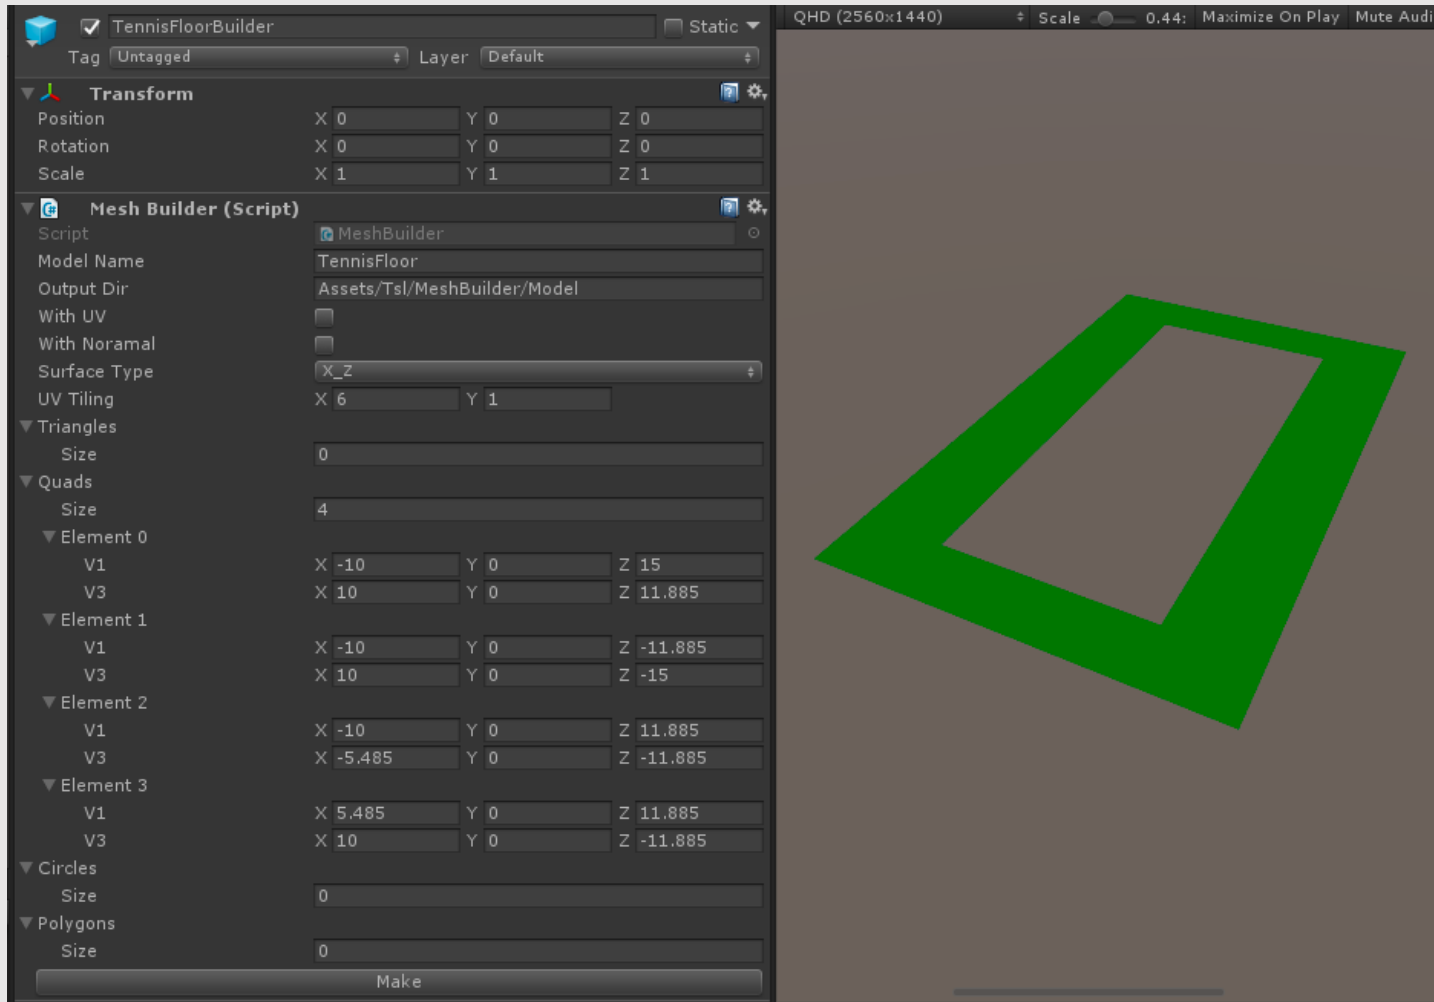 TennisFloorBuilder Static
Tag Untagged Layer Default
Transform
Position X 0 Y 0 Z 0
Rotation X 0 Y 0 Z 0
Scale X 1 Y 1 Z 1
Mesh Builder (Script)
Script MeshBuilder
Model Name TennisFloor
Output Dir Assets/Tsl/MeshBuilder/Model
With UV
With Noramal
Surface Type X_Z
UV Tiling X 6 Y 1
Triangles
Size 0
Quads
Size 4
Element 0
V1 X -10 Y 0 Z 15
V3 X 10 Y 0 Z 11.885
Element 1
V1 X -10 Y 0 Z -11.885
V3 X 10 Y 0 Z -15
Element 2
V1 X -10 Y 0 Z 11.885
V3 X -5.485 Y 0 Z -11.885
Element 3
V1 X 5.485 Y 0 Z 11.885
V3 X 10 Y 0 Z -11.885
Circles
Size 0
Polygons
Size 0
Make
QHD (2560x1440) Scale 0.44: Maximize On Play Mute Audi